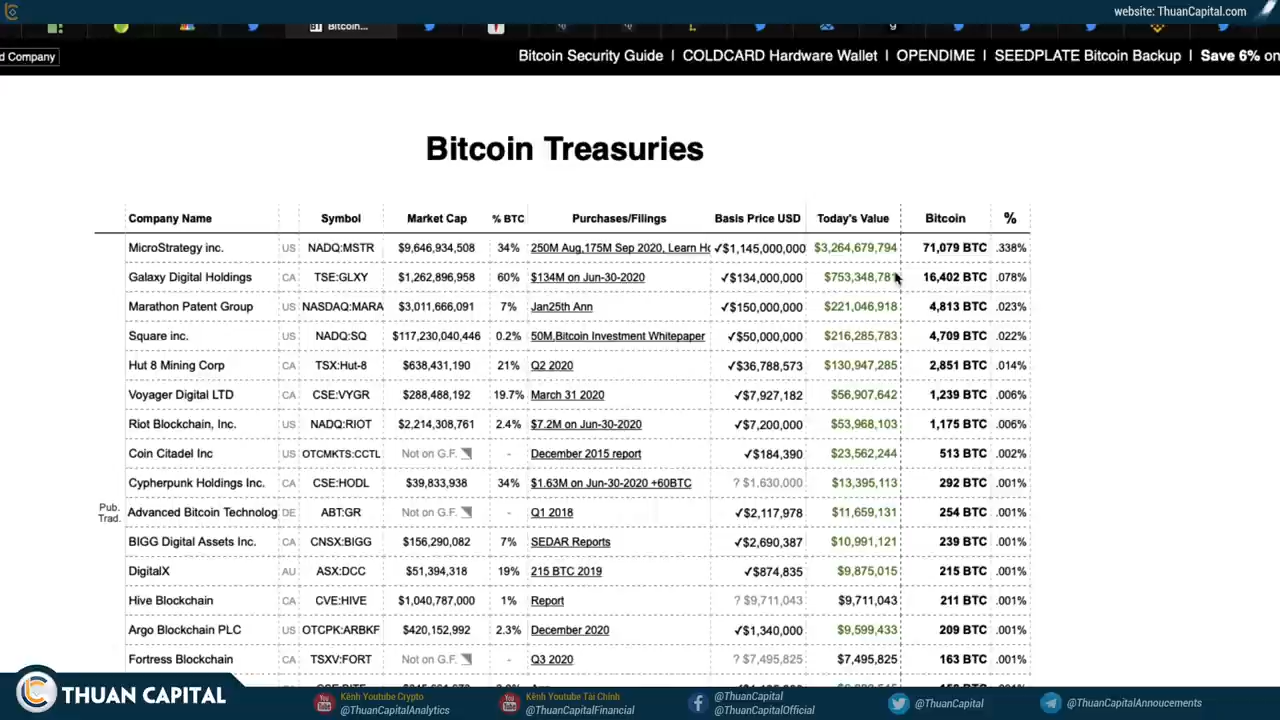 website: ThuanCapital.com
Bitcoin...
d Company
Bitcoin Security Guide | COLDCARD Hardware Wallet | OPENDIME | SEEDPLATE Bitcoin Backup | Save 6% on
Bitcoin Treasuries
Company Name Symbol Market Cap % BTC Purchases/Filings Basis Price USD Today's Value Bitcoin %
MicroStrategy inc. US NADQ:MSTR $9,646,934,508 34% 250M Aug,175M Sep 2020, Learn Ho ✓$1,145,000,000 $3,264,679,794 71,079 BTC .338%
Galaxy Digital Holdings CA TSE:GLXY $1,262,896,958 60% $134M on Jun-30-2020 ✓$134,000,000 $753,348,781 16,402 BTC .078%
Marathon Patent Group US NASDAQ:MARA $3,011,666,091 7% Jan25th Ann ✓$150,000,000 $221,046,918 4,813 BTC .023%
Square inc. US NADQ:SQ $117,230,040,446 0.2% 50M,Bitcoin Investment Whitepaper ✓$50,000,000 $216,285,783 4,709 BTC .022%
Hut 8 Mining Corp CA TSX:Hut-8 $638,431,190 21% Q2 2020 ✓$36,788,573 $130,947,285 2,851 BTC .014%
Voyager Digital LTD CA CSE:VYGR $288,488,192 19.7% March 31 2020 ✓$7,927,182 $56,907,642 1,239 BTC .006%
Riot Blockchain, Inc. US NADQ:RIOT $2,214,308,761 2.4% $7.2M on Jun-30-2020 ✓$7,200,000 $53,968,103 1,175 BTC .006%
Coin Citadel Inc US OTCMKTS:CCTL Not on G.F. - December 2015 report ✓$184,390 $23,562,244 513 BTC .002%
Cypherpunk Holdings Inc. CA CSE:HODL $39,833,938 34% $1.63M on Jun-30-2020 +60BTC ? $1,630,000 $13,395,113 292 BTC .001%
Pub. Trad. Advanced Bitcoin Technolog DE ABT:GR Not on G.F. - Q1 2018 ✓$2,117,978 $11,659,131 254 BTC .001%
BIGG Digital Assets Inc. CA CNSX:BIGG $156,290,082 7% SEDAR Reports ✓$2,690,387 $10,991,121 239 BTC .001%
DigitalX AU ASX:DCC $51,394,318 19% 215 BTC 2019 ✓$874,835 $9,875,015 215 BTC .001%
Hive Blockchain CA CVE:HIVE $1,040,787,000 1% Report ? $9,711,043 $9,711,043 211 BTC .001%
Argo Blockchain PLC US OTCPK:ARBKF $420,152,992 2.3% December 2020 ✓$1,340,000 $9,599,433 209 BTC .001%
Fortress Blockchain CA TSXV:FORT Not on G.F. - Q3 2020 ? $7,495,825 $7,495,825 163 BTC .001%
THUAN CAPITAL
Kênh Youtube Crypto
@ThuanCapitalAnalytics
Kênh Youtube Tài Chính
@ThuanCapitalFinancial
@ThuanCapital
@ThuanCapitalOfficial
@ThuanCapital
@ThuanCapitalAnnoucements